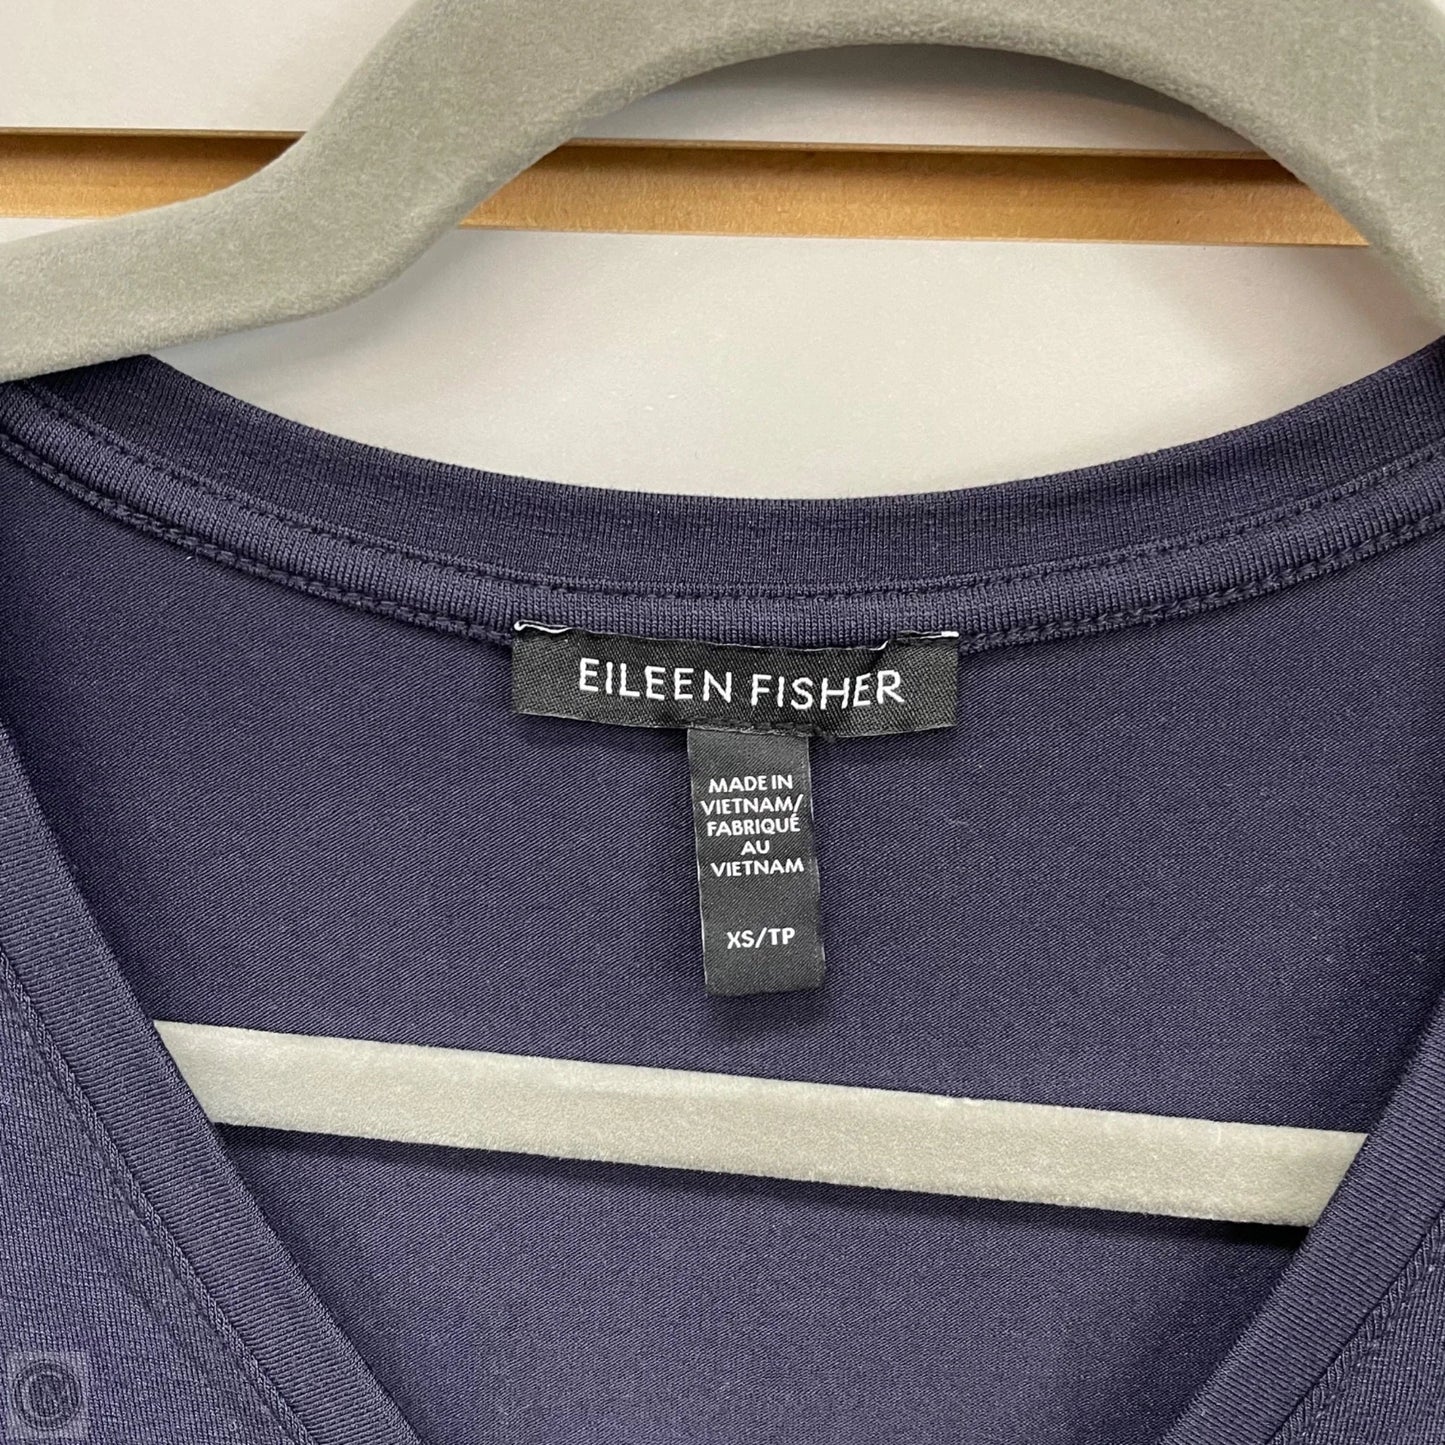 EILEEN FISHER
MADE IN
VIETNAM/
FABRIQUÉ
AU
VIETNAM
XS/TP